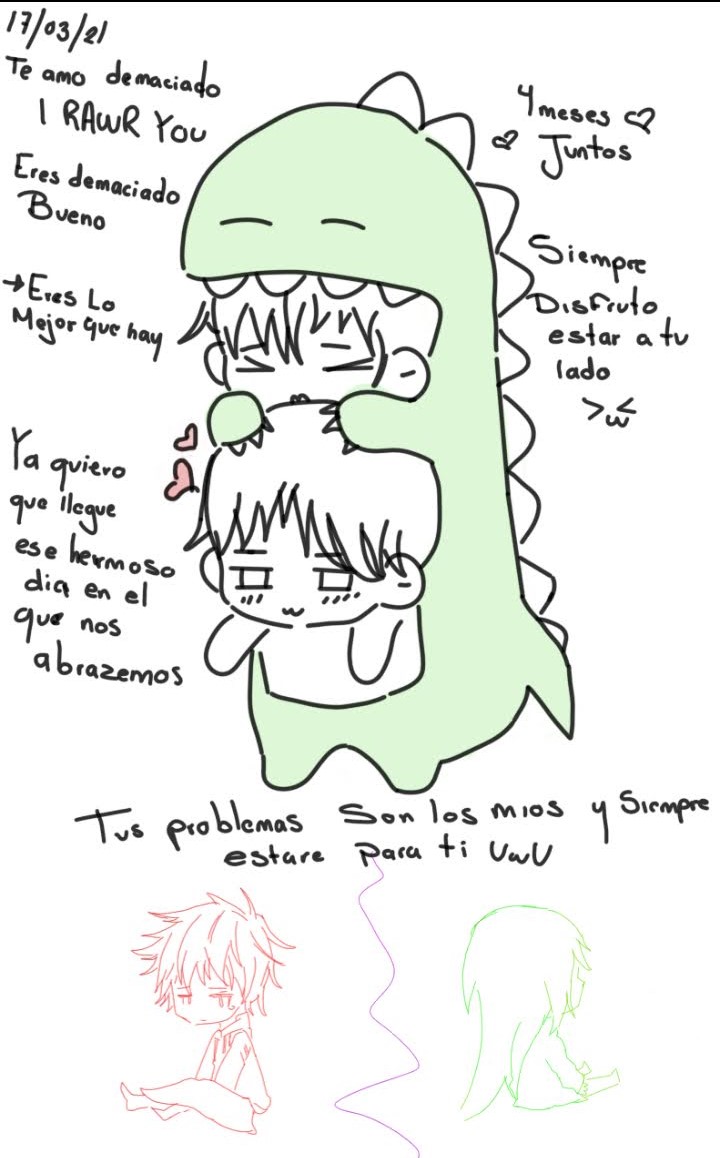 17/03/21
Te amo demaciado
I RAWR YOU
Eres demaciado
Bueno
→Eres Lo
Mejor que hay
Ya quiero
que llegue
ese hermoso
dia en el
que nos
abrazemos
4 meses ♡
♡ Juntos
Siempre
Disfruto
estar a tu
lado
>w<
Tus problemas son los mios y Siempre
estare para ti UwU